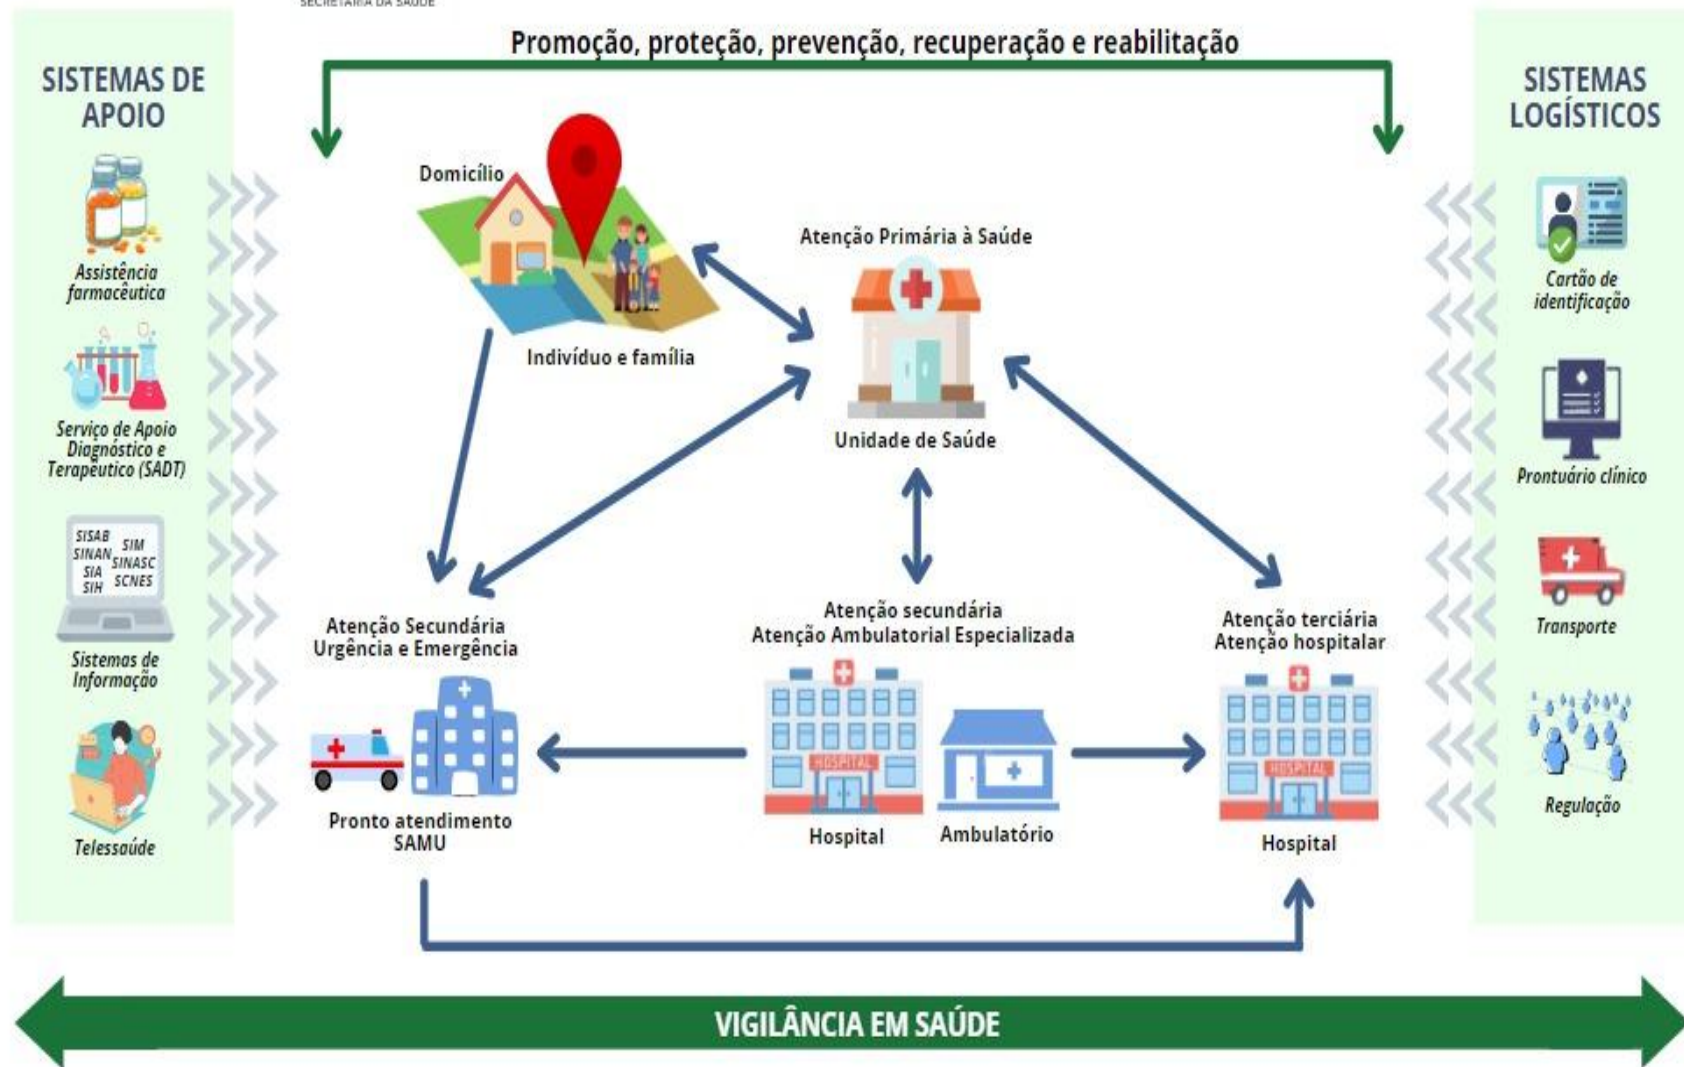 SECRETARIA DA SAÚDE
Promoção, proteção, prevenção, recuperação e reabilitação
SISTEMAS DE
APOIO
Assistência
farmacêutica
Serviço de Apoio
Diagnóstico e
Terapêutico (SADT)
SISAB
SINAN
SIA
SIH
SIM
SINASC
SCNES
Sistemas de
Informação
Telessaúde
Domicílio
Indivíduo e família
Atenção Primária à Saúde
Unidade de Saúde
Atenção Secundária
Urgência e Emergência
Pronto atendimento
SAMU
Atenção secundária
Atenção Ambulatorial Especializada
HOSPITAL
Hospital
Ambulatório
Atenção terciária
Atenção hospitalar
HOSPITAL
Hospital
SISTEMAS
LOGÍSTICOS
Cartão de
identificação
Prontuário clínico
Transporte
Regulação
VIGILÂNCIA EM SAÚDE